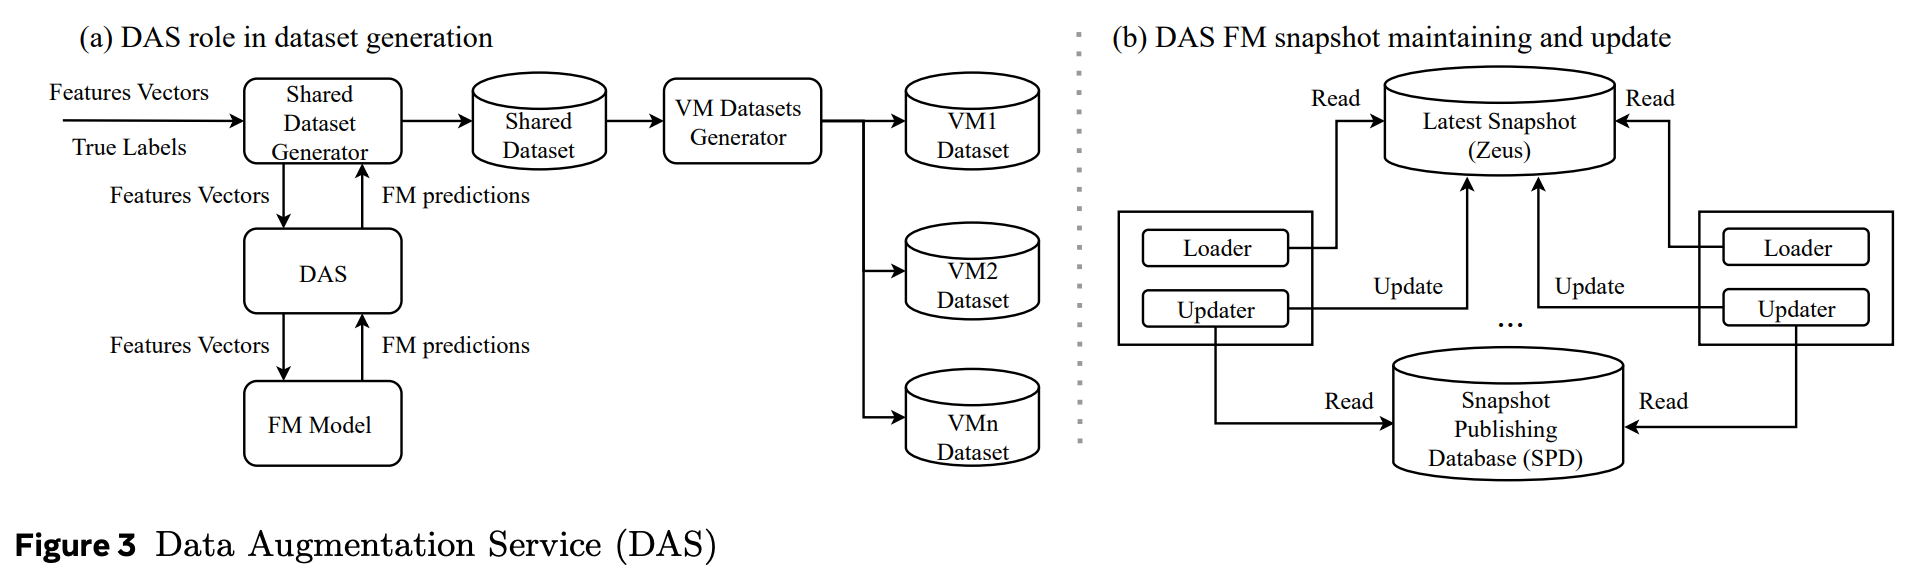 (a) DAS role in dataset generation
Features Vectors
True Labels
Shared
Dataset
Generator
Shared
Dataset
VM Datasets
Generator
VM1
Dataset
Features Vectors
FM predictions
DAS
VM2
Dataset
Features Vectors
FM predictions
FM Model
VMn
Dataset
(b) DAS FM snapshot maintaining and update
Read
Latest Snapshot
(Zeus)
Read
Loader
Updater
Update
Update
...
Loader
Updater
Read
Snapshot
Publishing
Database (SPD)
Read
Figure 3 Data Augmentation Service (DAS)